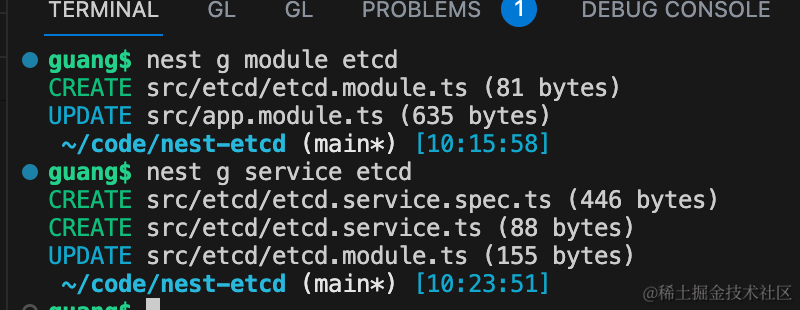 TERMINAL GL GL PROBLEMS 1 DEBUG CONSOLE
guang$ nest g module etcd
CREATE src/etcd/etcd.module.ts (81 bytes)
UPDATE src/app.module.ts (635 bytes)
~/code/nest-etcd (main*) [10:15:58]
guang$ nest g service etcd
CREATE src/etcd/etcd.service.spec.ts (446 bytes)
CREATE src/etcd/etcd.service.ts (88 bytes)
UPDATE src/etcd/etcd.module.ts (155 bytes)
~/code/nest-etcd (main*) [10:23:51]
guang$
@稀土掘金技术社区